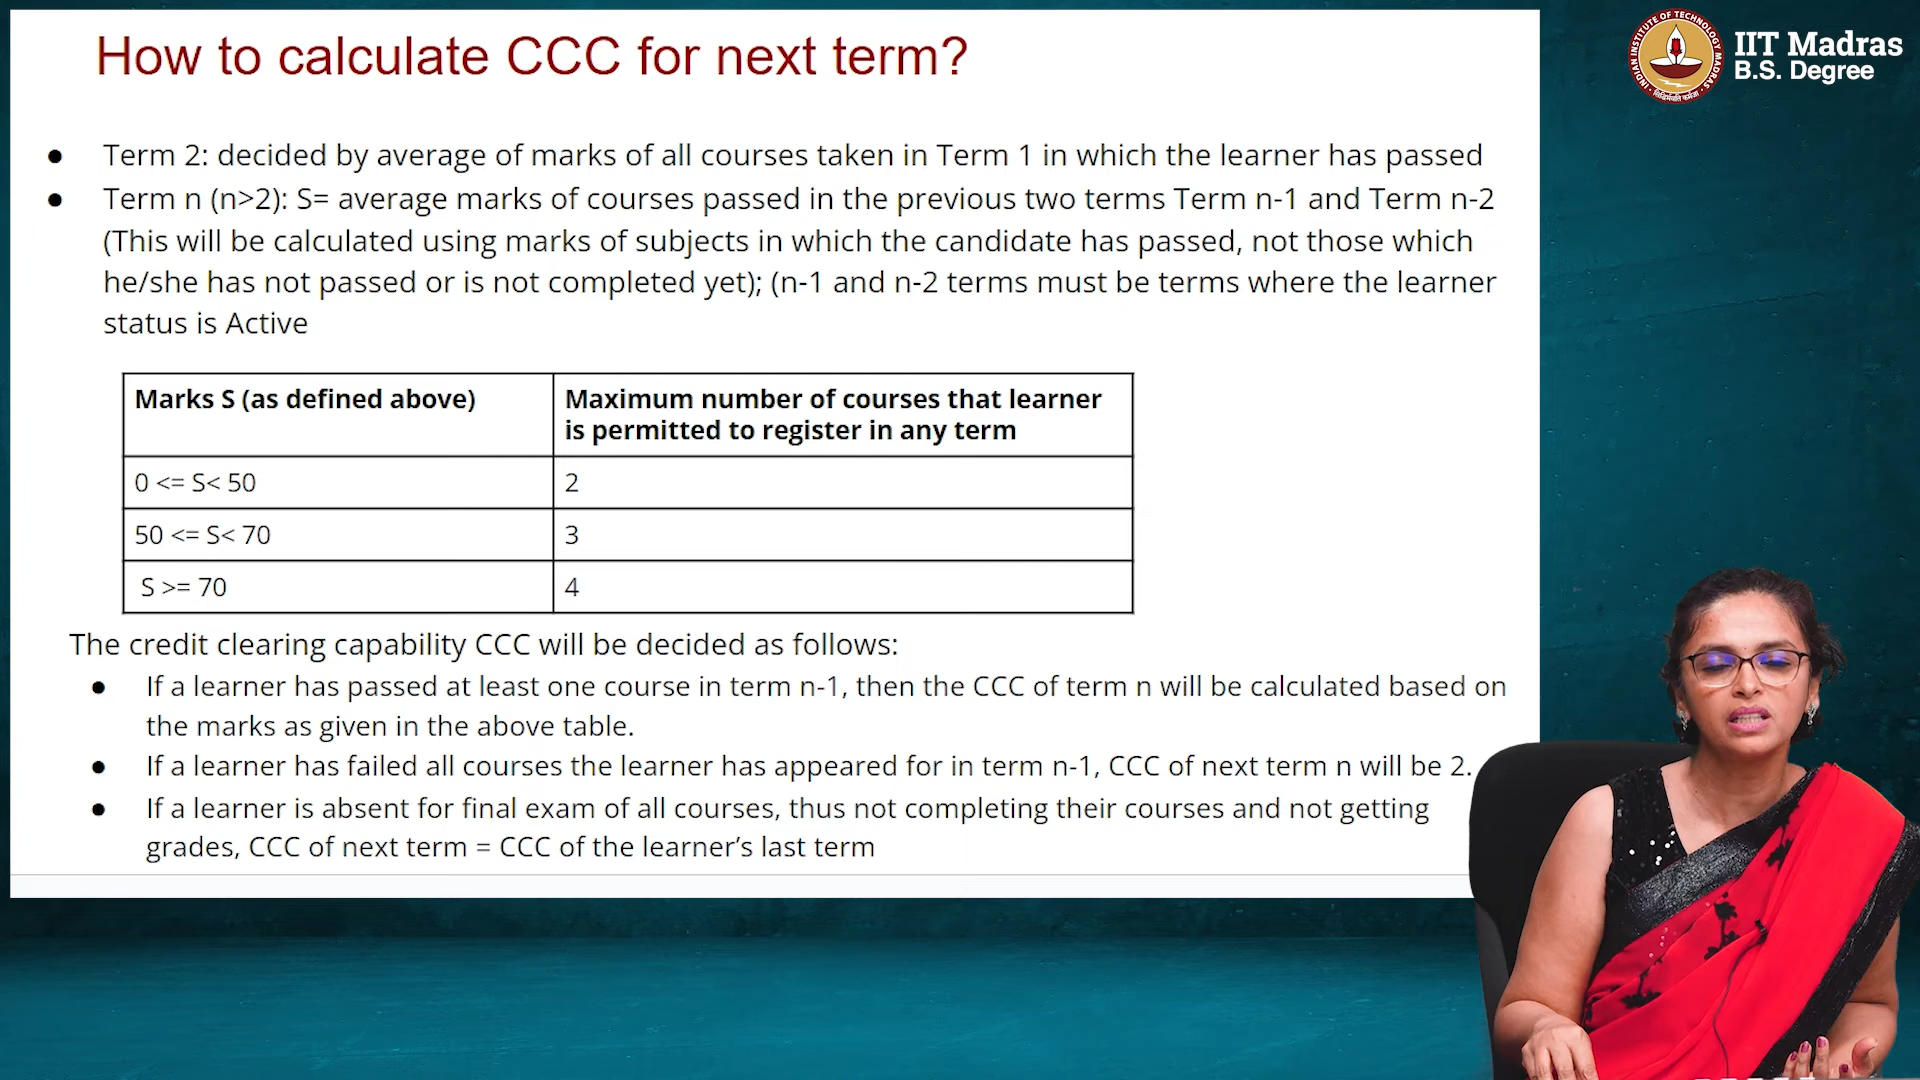 How to calculate CCC for next term?
IIT Madras
B.S. Degree
INDIAN INSTITUTE OF TECHNOLOGY MADRAS
● Term 2: decided by average of marks of all courses taken in Term 1 in which the learner has passed
● Term n (n>2): S= average marks of courses passed in the previous two terms Term n-1 and Term n-2
(This will be calculated using marks of subjects in which the candidate has passed, not those which
he/she has not passed or is not completed yet); (n-1 and n-2 terms must be terms where the learner
status is Active
Marks S (as defined above)
Maximum number of courses that learner
is permitted to register in any term
0 <= S< 50
2
50 <= S< 70
3
S >= 70
4
The credit clearing capability CCC will be decided as follows:
● If a learner has passed at least one course in term n-1, then the CCC of term n will be calculated based on
the marks as given in the above table.
● If a learner has failed all courses the learner has appeared for in term n-1, CCC of next term n will be 2.
● If a learner is absent for final exam of all courses, thus not completing their courses and not getting
grades, CCC of next term = CCC of the learner's last term